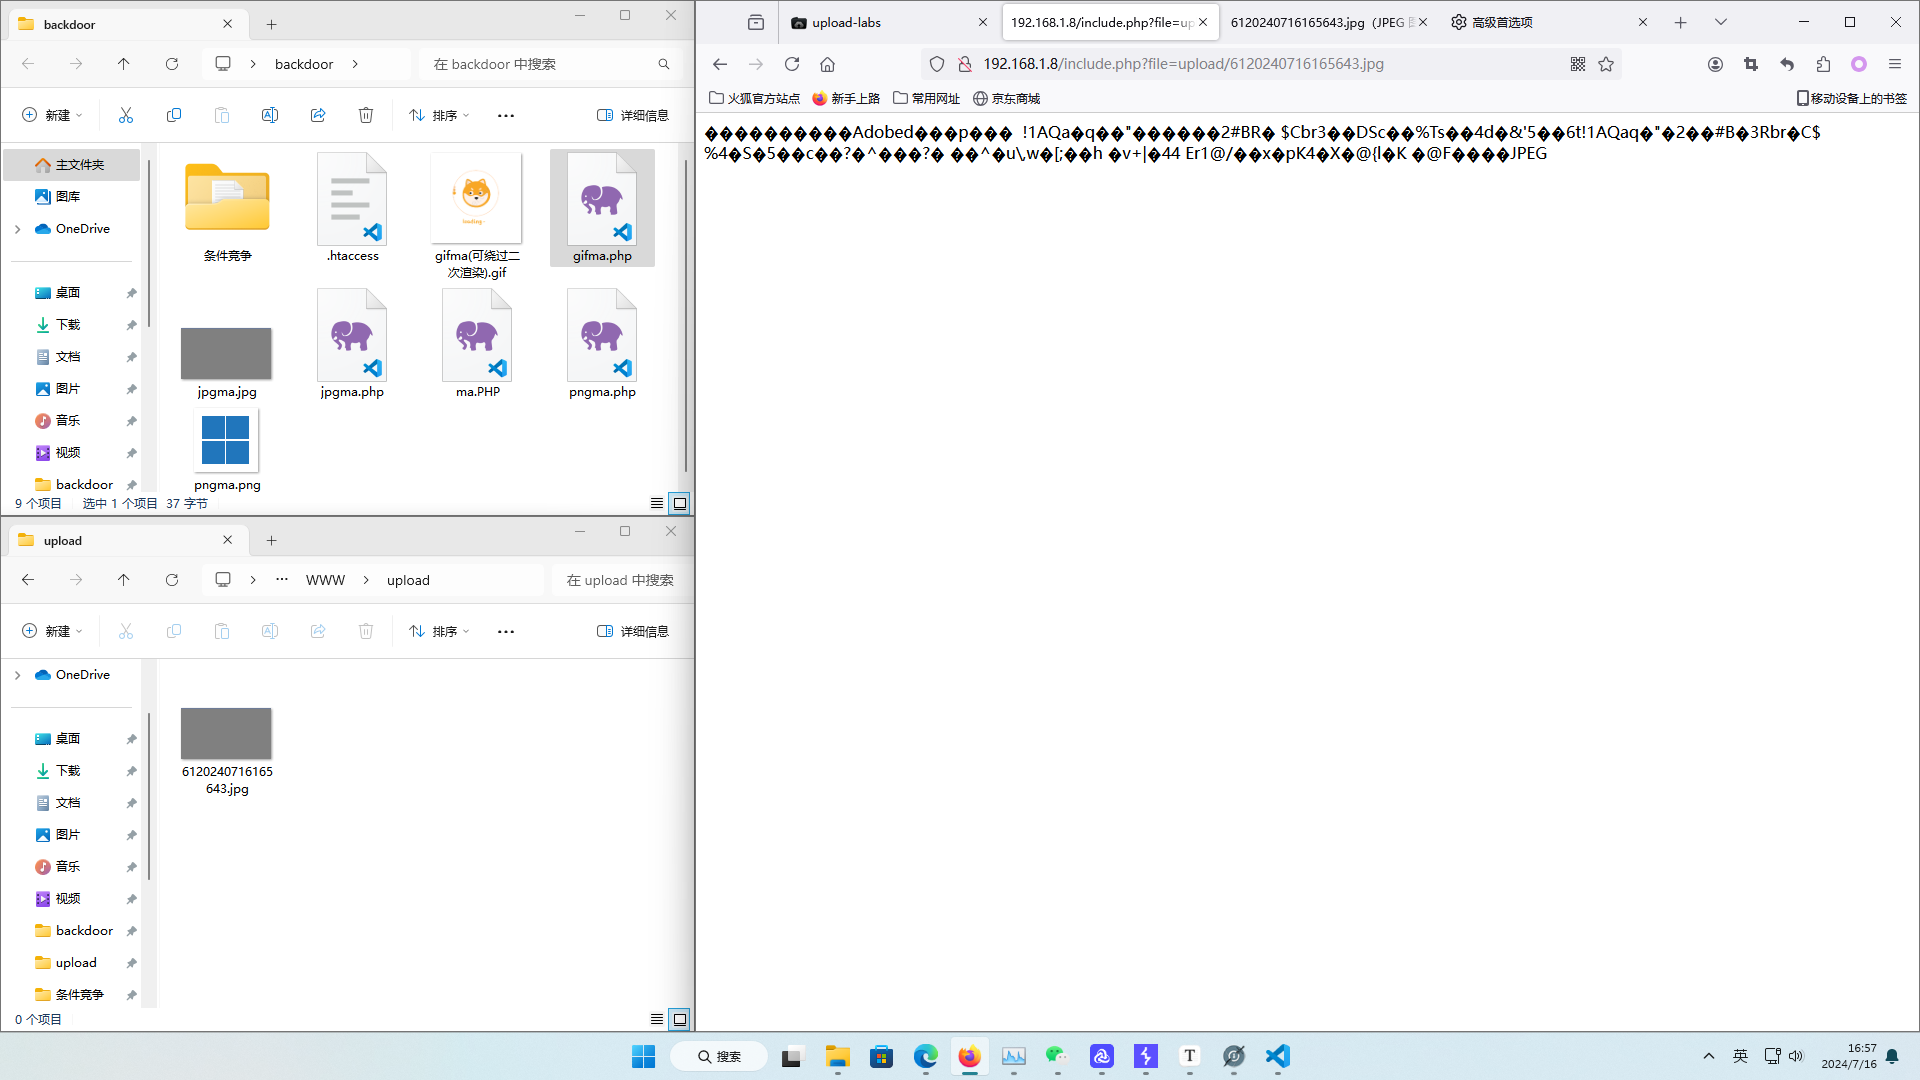 backdoor
backdoor
在 backdoor 中搜索
新建
排序
详细信息
主文件夹
图库
OneDrive
桌面
下载
文档
图片
音乐
视频
backdoor
条件竞争
.htaccess
gifma(可绕过二
次渲染).gif
gifma.php
jpgma.jpg
jpgma.php
ma.PHP
pngma.php
pngma.png
loading
9 个项目
选中 1 个项目 37 字节
upload
WWW
upload
在 upload 中搜索
新建
排序
详细信息
OneDrive
桌面
下载
文档
图片
音乐
视频
backdoor
upload
条件竞争
6120240716165
643.jpg
0 个项目
upload-labs
192.168.1.8/include.php?file=up
6120240716165643.jpg (JPEG
高级首选项
192.168.1.8/include.php?file=upload/6120240716165643.jpg
火狐官方站点
新手上路
常用网址
京东商城
移动设备上的书签
����������Adobed���p��� !1AQa�q��"������2#BR� $Cbr3��DSc��%Ts��4d�&'5��6t!1AQaq�"�2��#B�3Rbr�C$
%4�S�5��c��?�^���?� ��^�u\,w�[;��h �v+|�44 Er1@/��x�pK4�X�@{l�K �@F����JPEG
搜索
英
16:57
2024/7/16